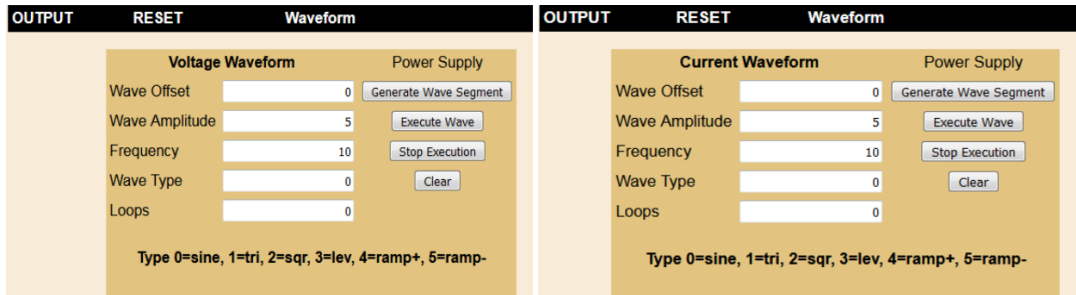 OUTPUT RESET Waveform
Voltage Waveform Power Supply
Wave Offset 0 Generate Wave Segment
Wave Amplitude 5 Execute Wave
Frequency 10 Stop Execution
Wave Type 0 Clear
Loops 0
Type 0=sine, 1=tri, 2=sqr, 3=lev, 4=ramp+, 5=ramp-
OUTPUT RESET Waveform
Current Waveform Power Supply
Wave Offset 0 Generate Wave Segment
Wave Amplitude 5 Execute Wave
Frequency 10 Stop Execution
Wave Type 0 Clear
Loops 0
Type 0=sine, 1=tri, 2=sqr, 3=lev, 4=ramp+, 5=ramp-